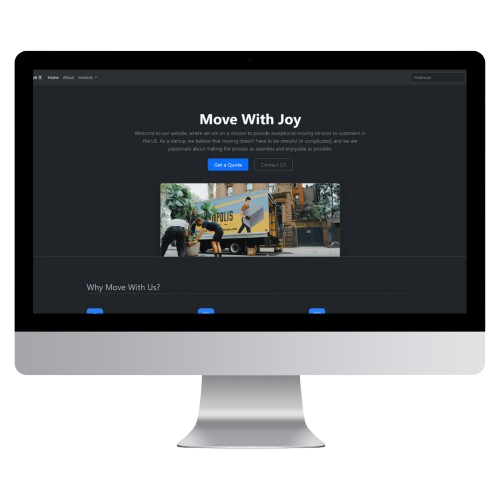 Home About Services
Move With Joy
Welcome to our website, where we are on a mission to provide exceptional moving services to customers in
the US. As a startup, we believe that moving doesn't have to be stressful or complicated, and we are
passionate about making the process as seamless and enjoyable as possible.
Get a Quote Contact US
OPOLIS
Why Move With Us?